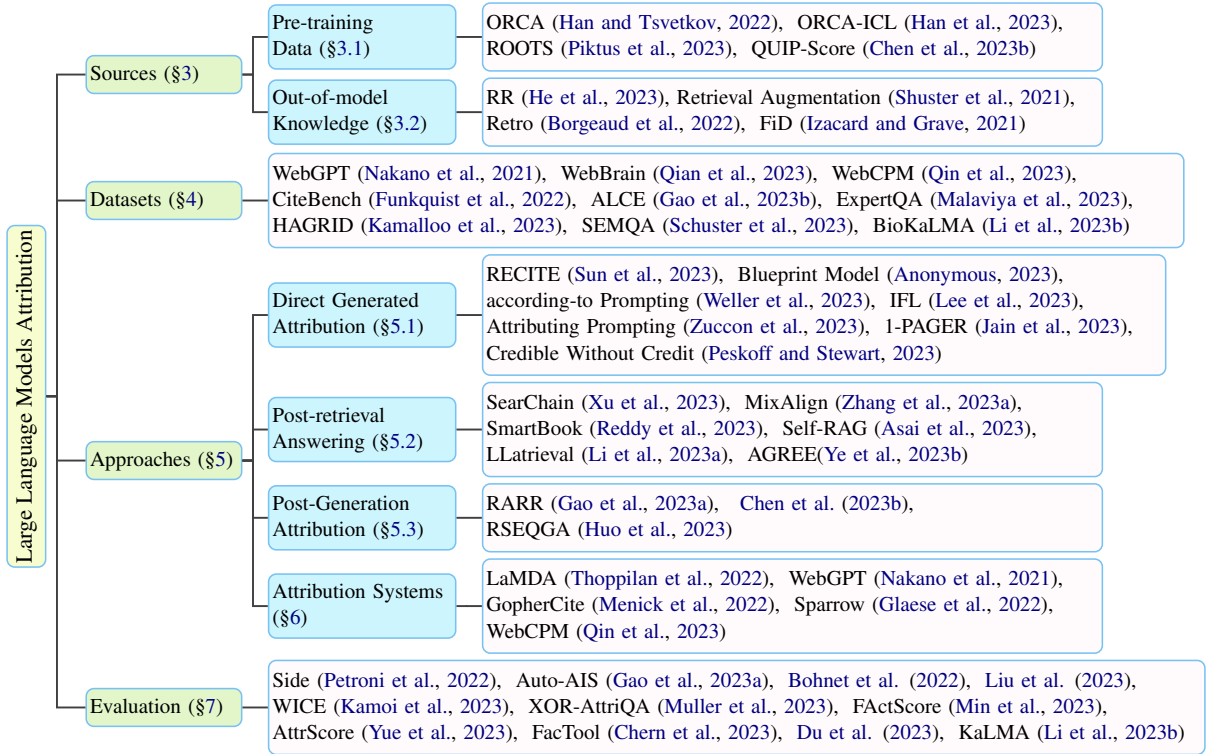 Large Language Models Attribution
Sources (§3)
Pre-training
Data (§3.1)
ORCA (Han and Tsvetkov, 2022), ORCA-ICL (Han et al., 2023),
ROOTS (Piktus et al., 2023), QUIP-Score (Chen et al., 2023b)
Out-of-model
Knowledge (§3.2)
RR (He et al., 2023), Retrieval Augmentation (Shuster et al., 2021),
Retro (Borgeaud et al., 2022), FiD (Izacard and Grave, 2021)
Datasets (§4)
WebGPT (Nakano et al., 2021), WebBrain (Qian et al., 2023), WebCPM (Qin et al., 2023),
CiteBench (Funkquist et al., 2022), ALCE (Gao et al., 2023b), ExpertQA (Malaviya et al., 2023),
HAGRID (Kamalloo et al., 2023), SEMQA (Schuster et al., 2023), BioKaLMA (Li et al., 2023b)
Approaches (§5)
Direct Generated
Attribution (§5.1)
RECITE (Sun et al., 2023), Blueprint Model (Anonymous, 2023),
according-to Prompting (Weller et al., 2023), IFL (Lee et al., 2023),
Attributing Prompting (Zuccon et al., 2023), 1-PAGER (Jain et al., 2023),
Credible Without Credit (Peskoff and Stewart, 2023)
Post-retrieval
Answering (§5.2)
SearChain (Xu et al., 2023), MixAlign (Zhang et al., 2023a),
SmartBook (Reddy et al., 2023), Self-RAG (Asai et al., 2023),
LLatrieval (Li et al., 2023a), AGREE(Ye et al., 2023b)
Post-Generation
Attribution (§5.3)
RARR (Gao et al., 2023a), Chen et al. (2023b),
RSEQGA (Huo et al., 2023)
Attribution Systems
(§6)
LaMDA (Thoppilan et al., 2022), WebGPT (Nakano et al., 2021),
GopherCite (Menick et al., 2022), Sparrow (Glaese et al., 2022),
WebCPM (Qin et al., 2023)
Evaluation (§7)
Side (Petroni et al., 2022), Auto-AIS (Gao et al., 2023a), Bohnet et al. (2022), Liu et al. (2023),
WICE (Kamoi et al., 2023), XOR-AttriQA (Muller et al., 2023), FActScore (Min et al., 2023),
AttrScore (Yue et al., 2023), FacTool (Chern et al., 2023), Du et al. (2023), KaLMA (Li et al., 2023b)